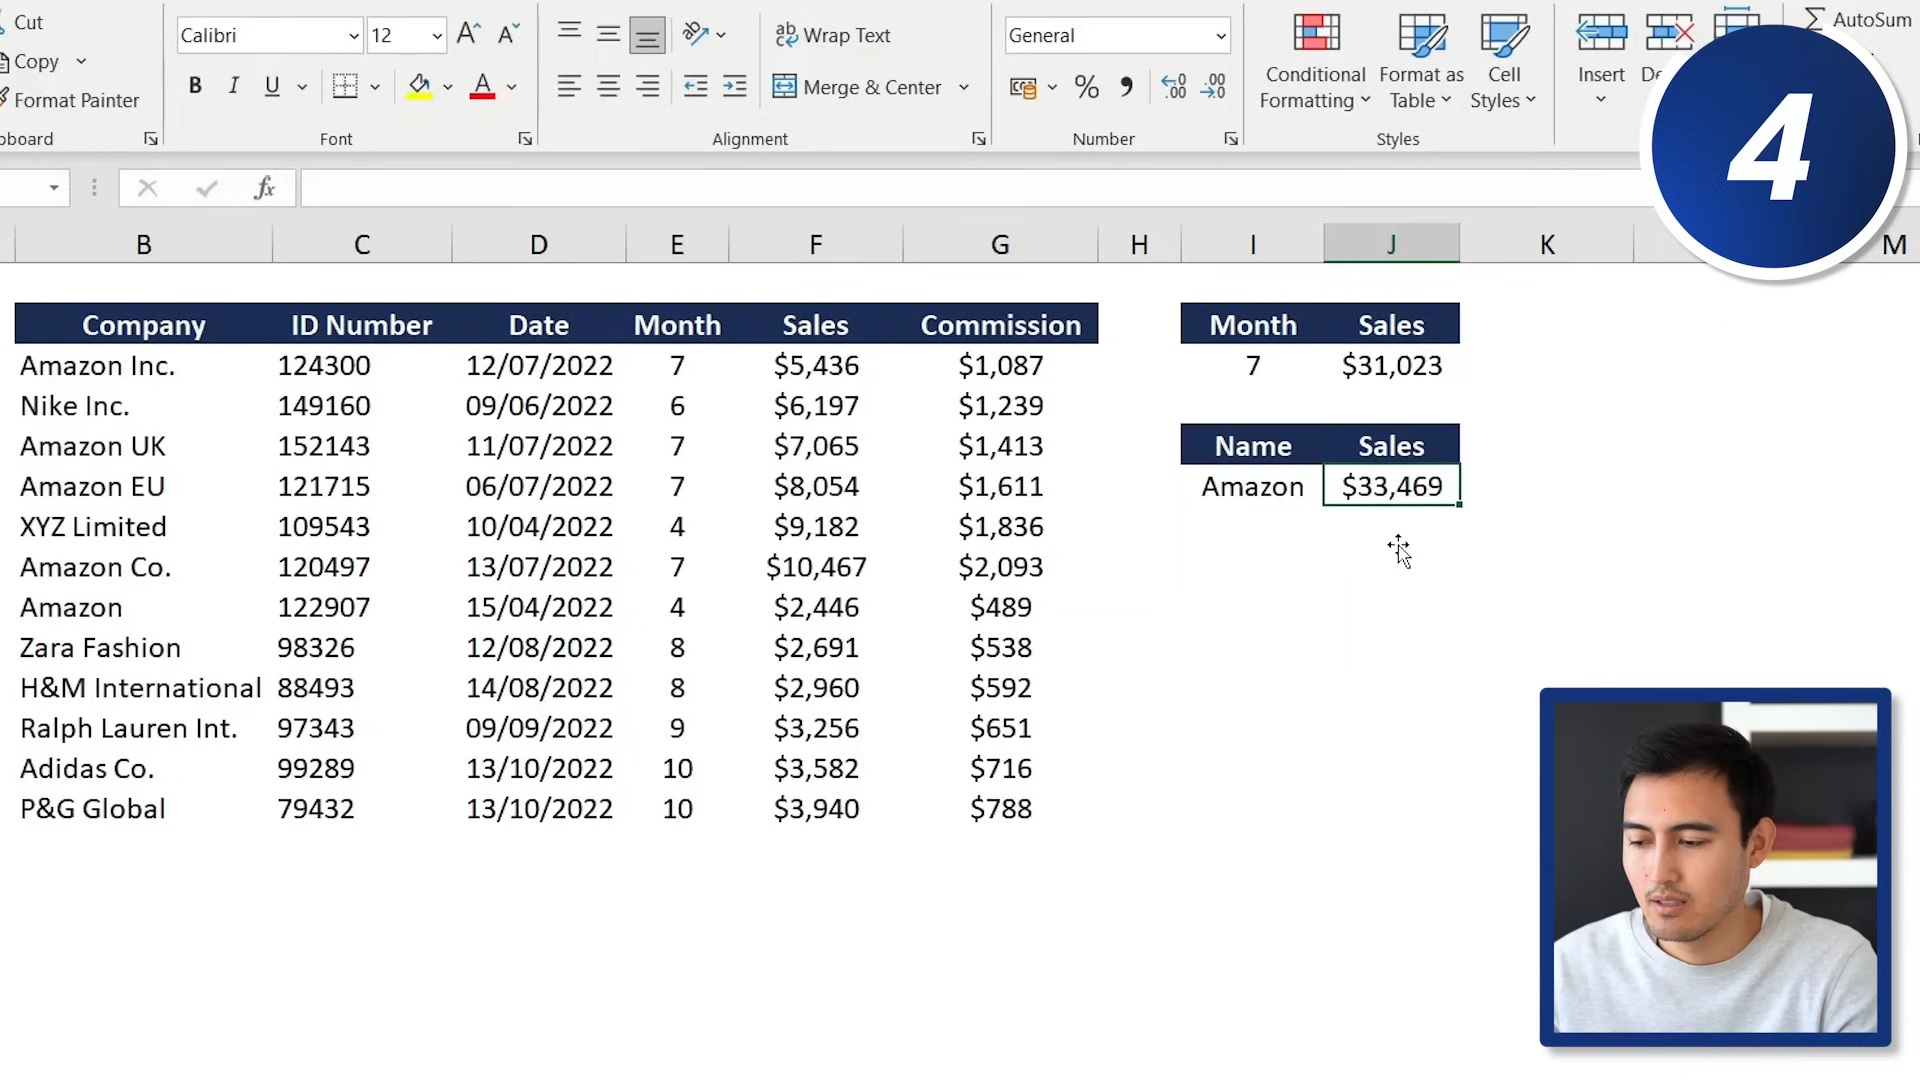 Cut
Copy
Format Painter
pboard
Calibri
12
A A
B I U A
Font
ab Wrap Text
Merge & Center
Alignment
General
% , .00 .00
Number
Conditional
Formatting
Format as
Table
Cell
Styles
Styles
Insert
De
AutoSum
4
fx
B C D E F G H I J K M
Company ID Number Date Month Sales Commission
Amazon Inc. 124300 12/07/2022 7 $5,436 $1,087
Nike Inc. 149160 09/06/2022 6 $6,197 $1,239
Amazon UK 152143 11/07/2022 7 $7,065 $1,413
Amazon EU 121715 06/07/2022 7 $8,054 $1,611
XYZ Limited 109543 10/04/2022 4 $9,182 $1,836
Amazon Co. 120497 13/07/2022 7 $10,467 $2,093
Amazon 122907 15/04/2022 4 $2,446 $489
Zara Fashion 98326 12/08/2022 8 $2,691 $538
H&M International 88493 14/08/2022 8 $2,960 $592
Ralph Lauren Int. 97343 09/09/2022 9 $3,256 $651
Adidas Co. 99289 13/10/2022 10 $3,582 $716
P&G Global 79432 13/10/2022 10 $3,940 $788
Month Sales
7 $31,023
Name Sales
Amazon $33,469